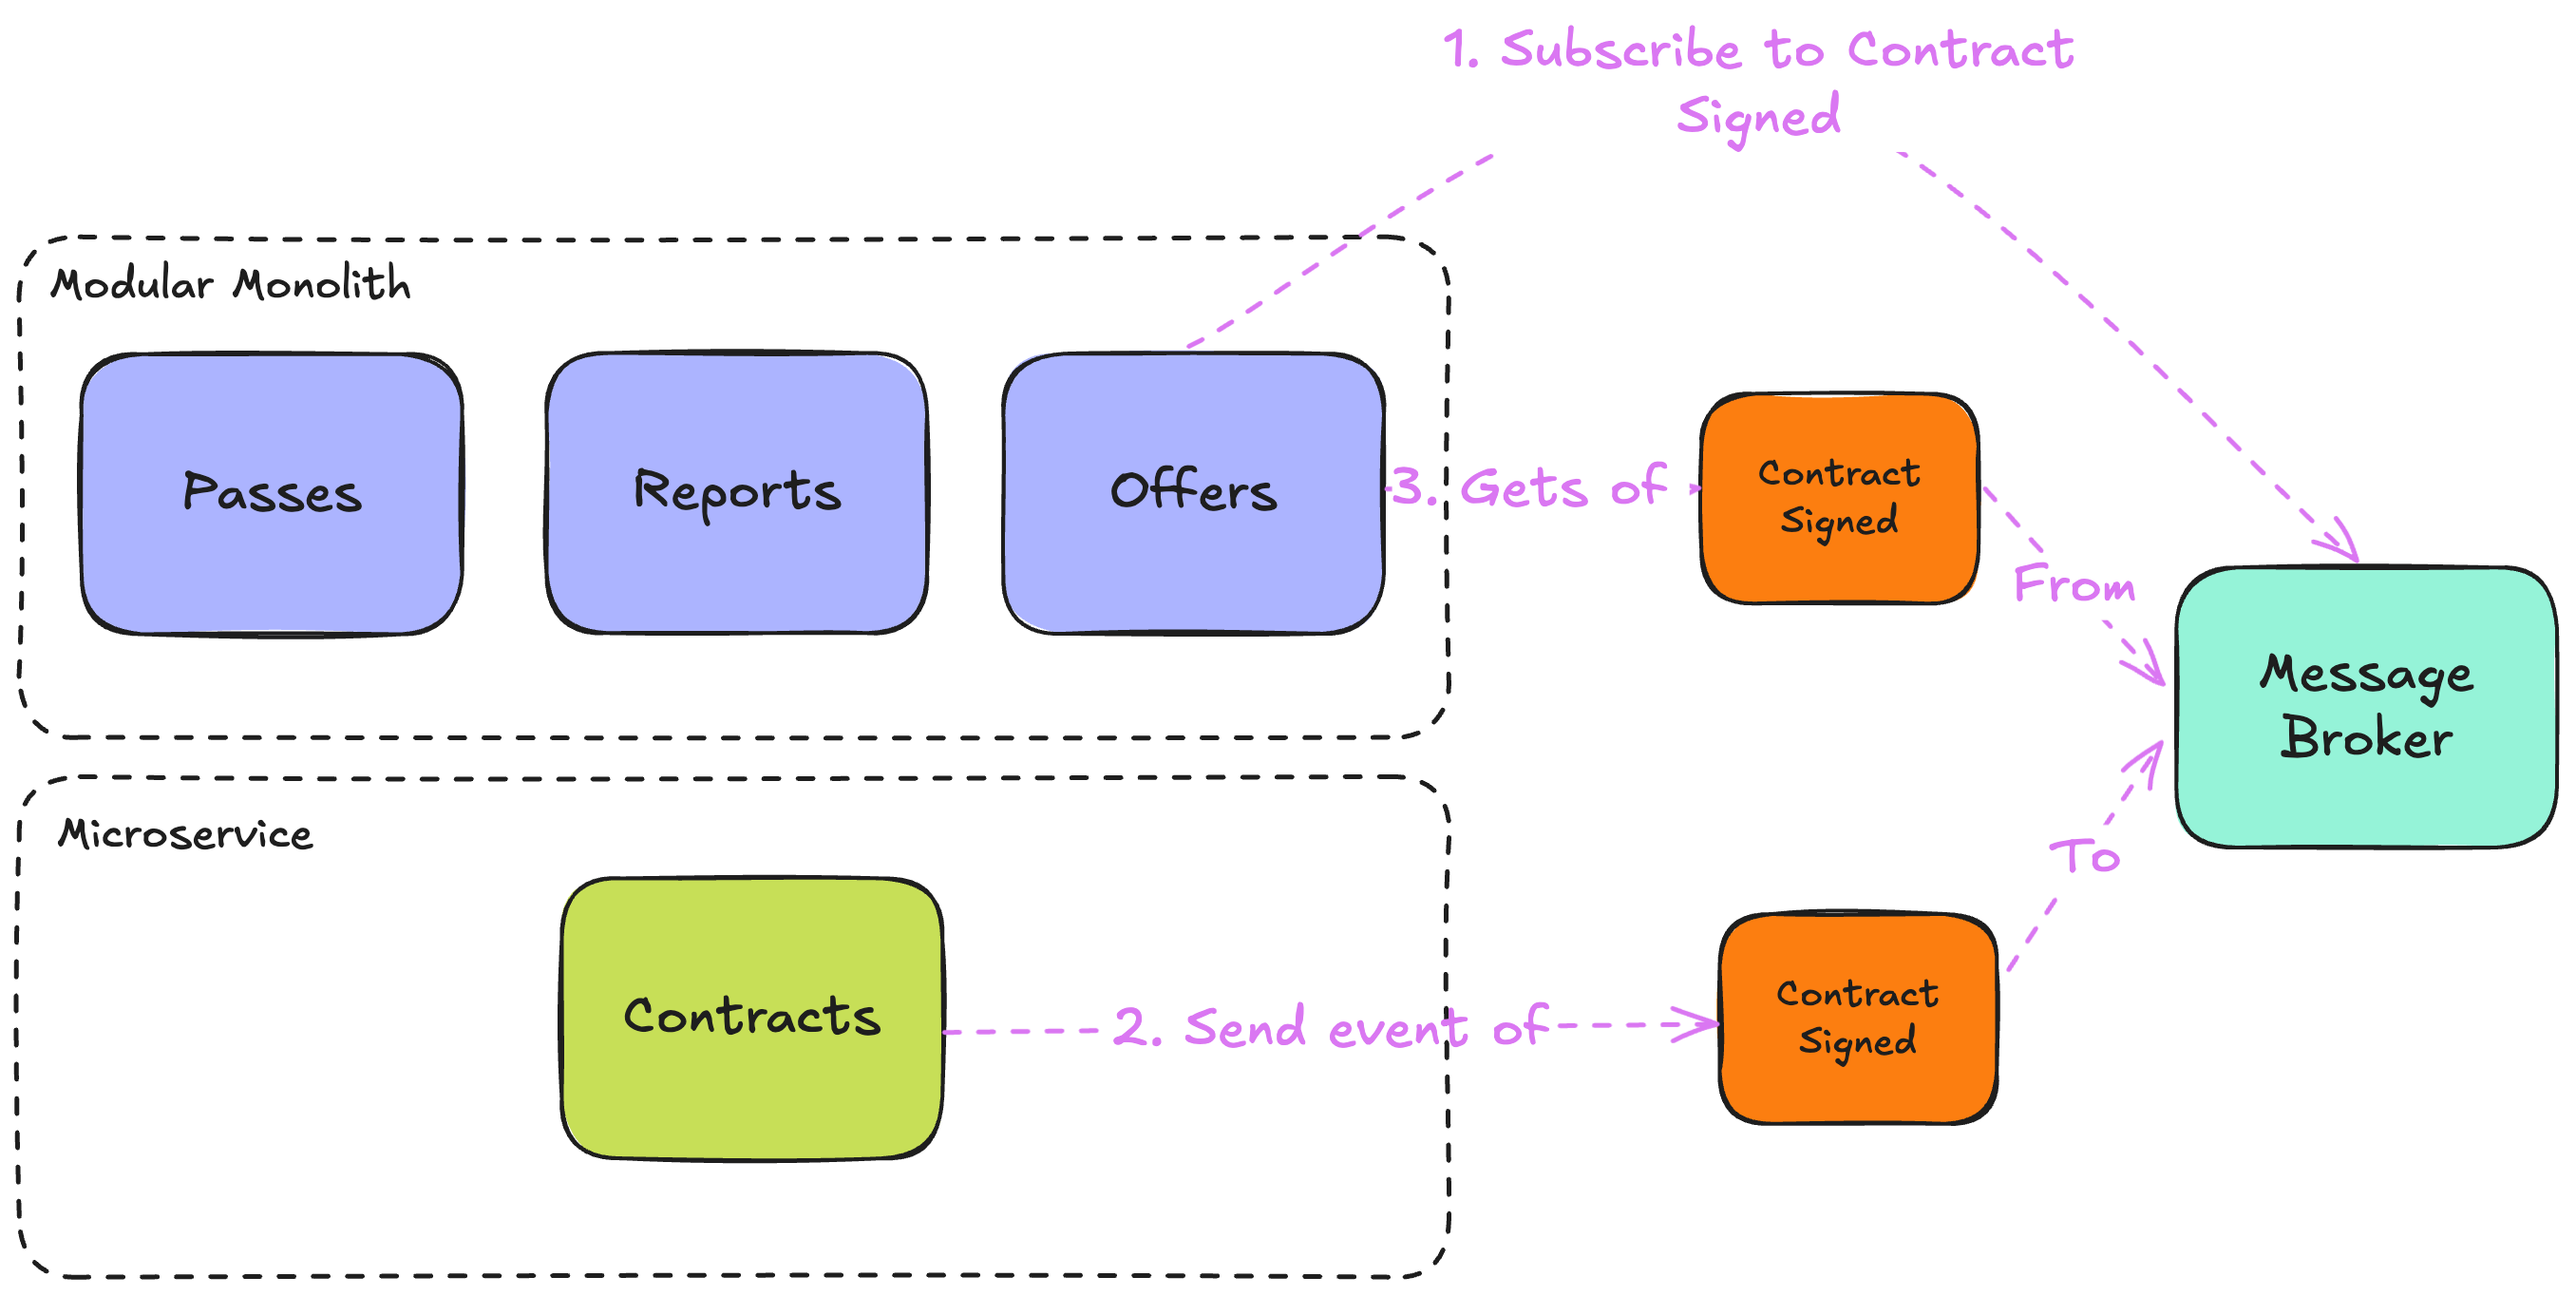 1. Subscribe to Contract
Signed
Modular Monolith
Passes
Reports
Offers
3. Gets of
Contract
Signed
From
Message
Broker
Microservice
To
Contracts
2. Send event of
Contract
Signed